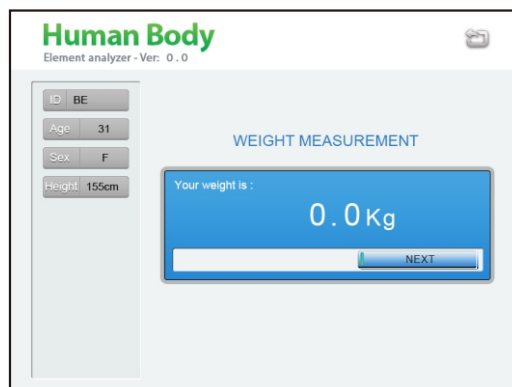 Human Body
Element analyzer - Ver: 0.0
ID BE
Age 31
Sex F
Height 155cm
WEIGHT MEASUREMENT
Your weight is :
0.0Kg
NEXT